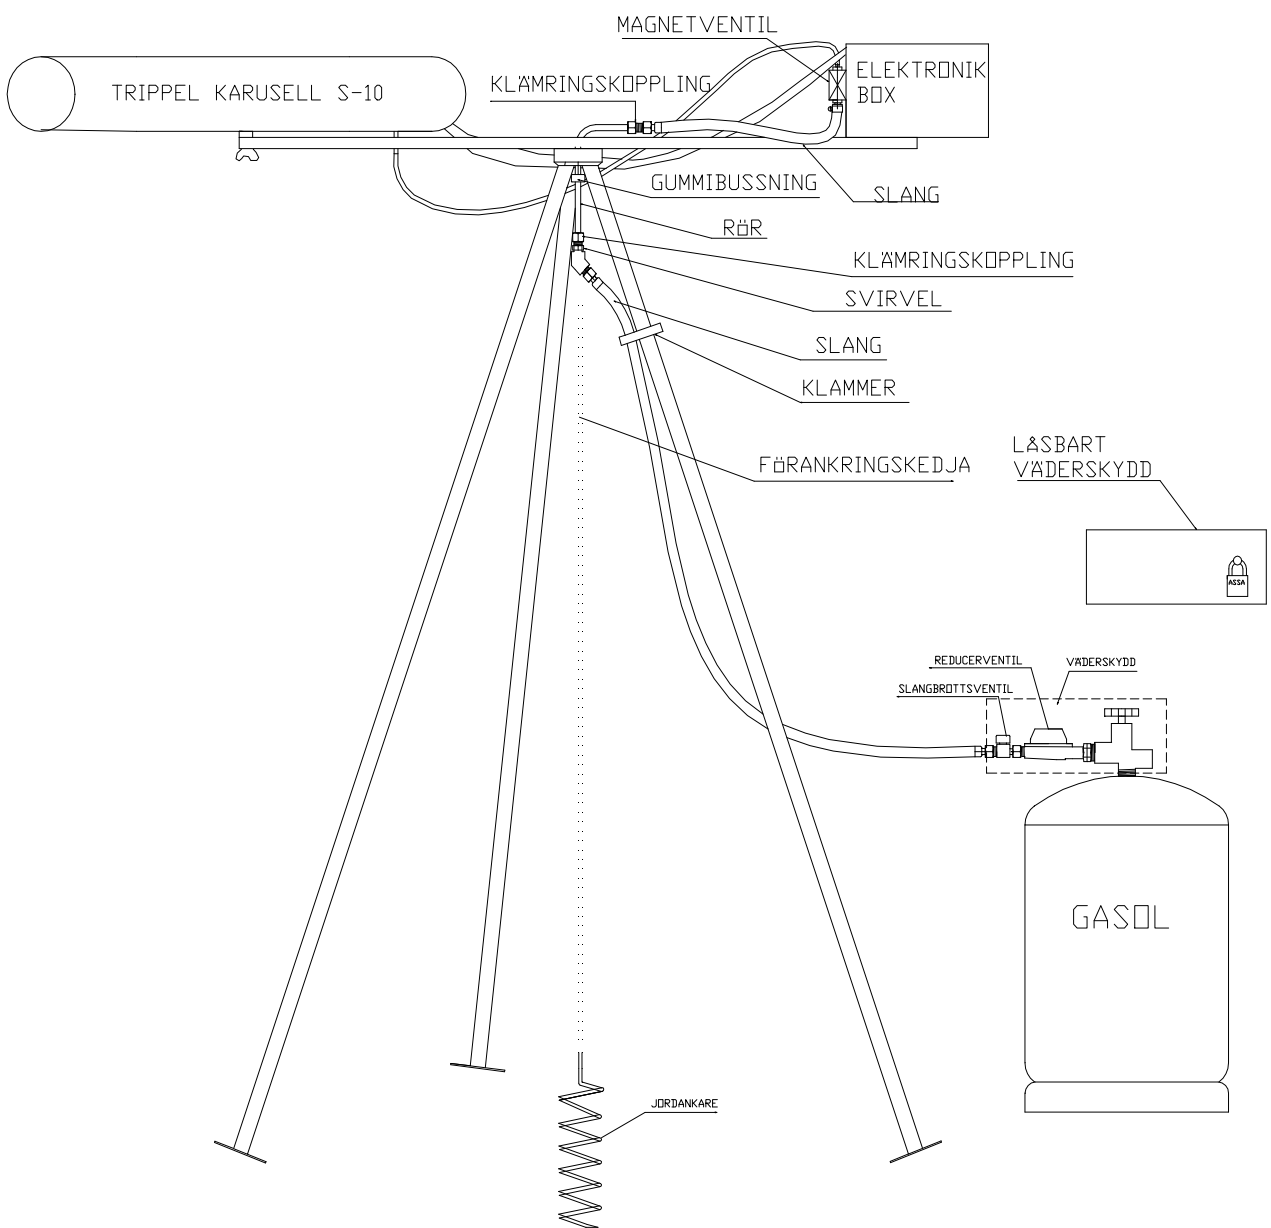 MAGNETVENTIL
KLÄMRINGSKOPPLING
ELEKTRONIK
BOX
TRIPPEL KARUSELL S-10
GUMMIBUSSNING
SLANG
RÖR
KLÄMRINGSKOPPLING
SVIRVEL
SLANG
KLAMMER
FÖRANKRINGSKEDJA
LÅSBART
VÄDERSKYDD
ASSA
REDUCERVENTIL
VÄDERSKYDD
SLANGBROTTSVENTIL
GASOL
JORDANKARE